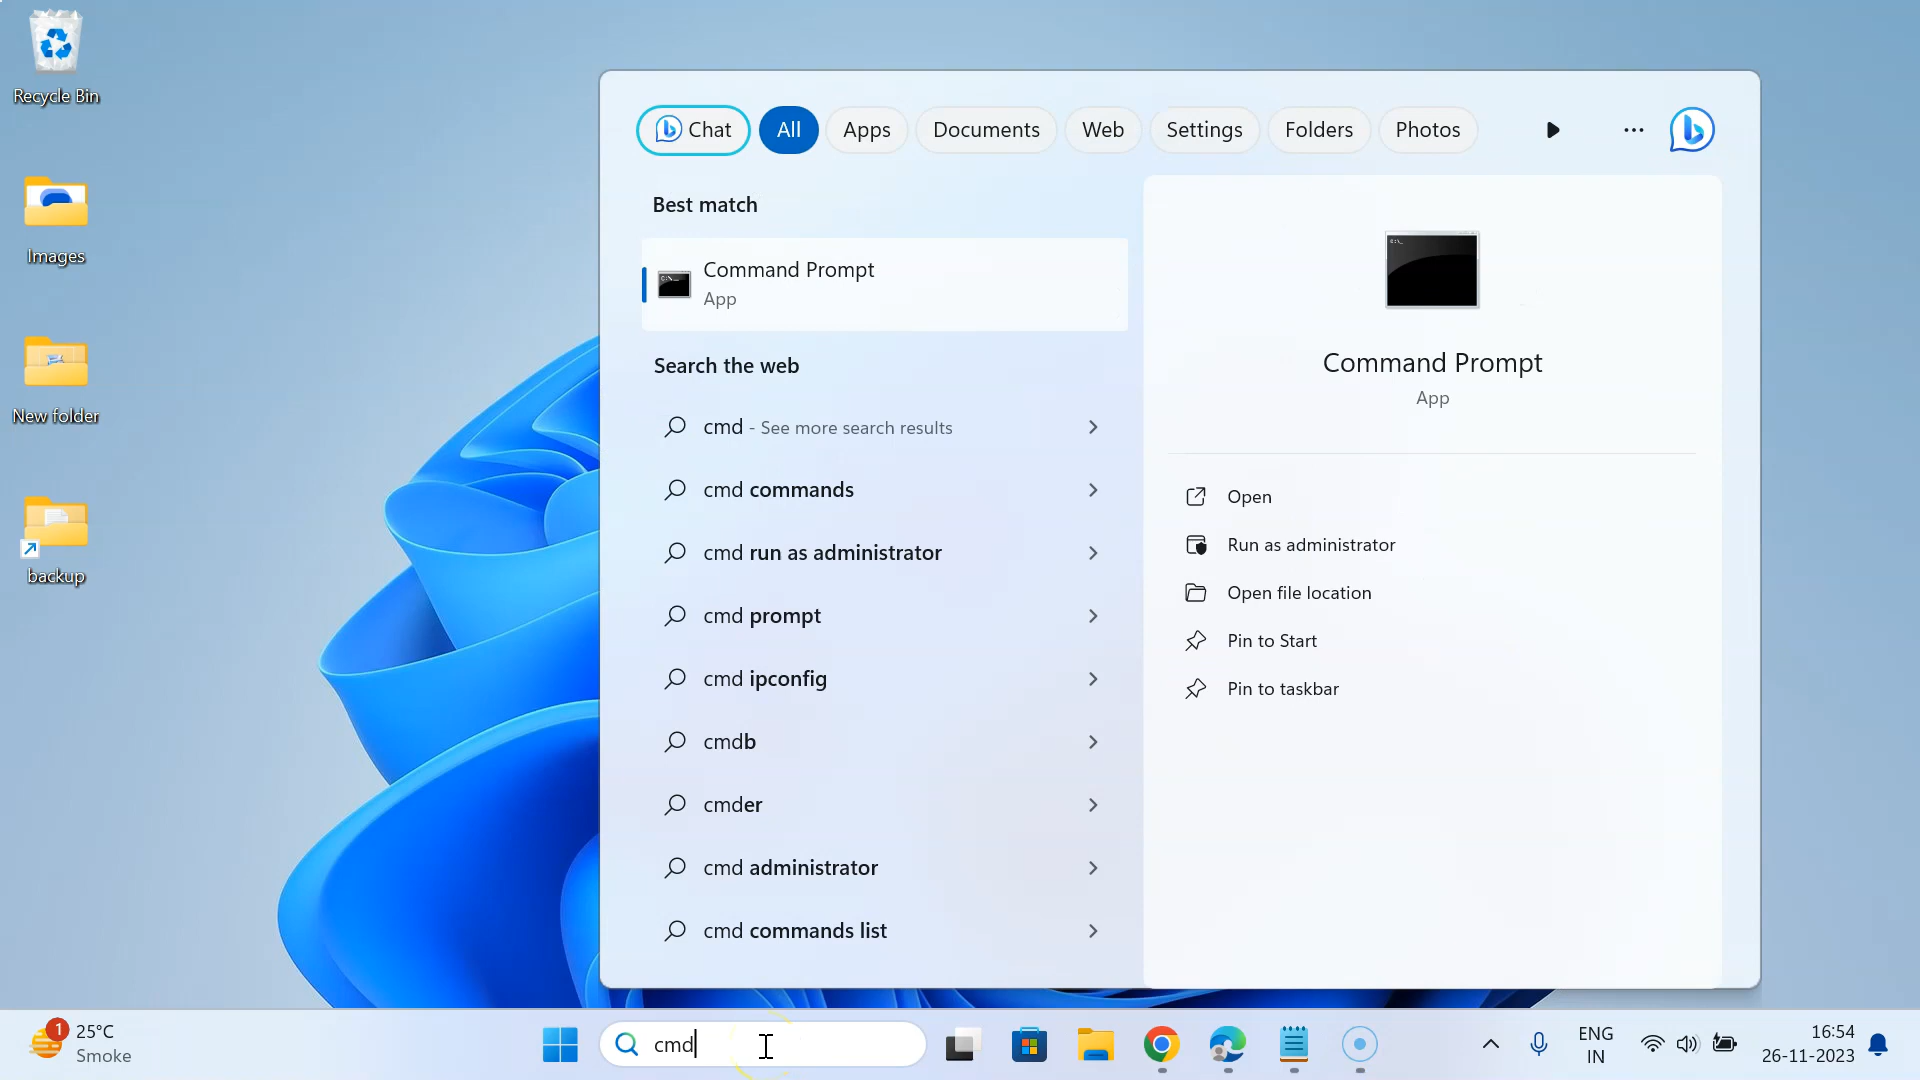 Recycle Bin
Images
New folder
backup
Chat All Apps Documents Web Settings Folders Photos
Best match
Command Prompt
App
Search the web
cmd - See more search results
cmd commands
cmd run as administrator
cmd prompt
cmd ipconfig
cmdb
cmder
cmd administrator
cmd commands list
Command Prompt
App
Open
Run as administrator
Open file location
Pin to Start
Pin to taskbar
1
25°C
Smoke
cmd
ENG
IN
16:54
26-11-2023